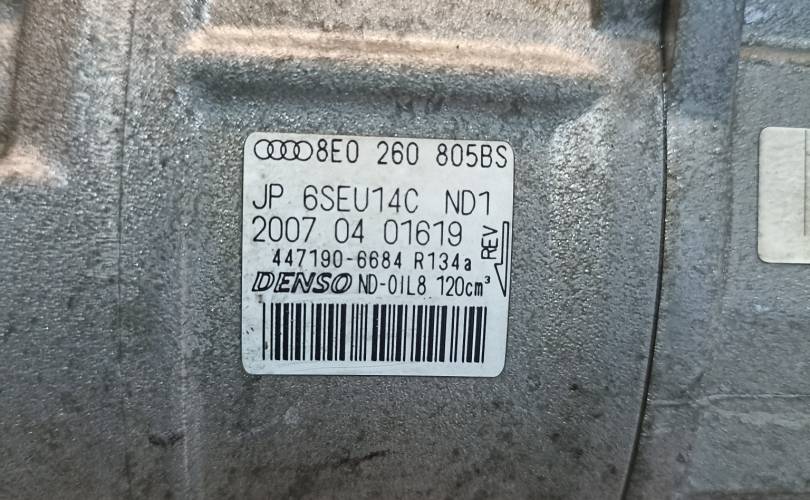 8E0 260 805BS
JP 6SEU14C ND1
2007 04 01619
REV
447190-6684 R134a
DENSO ND-OIL8 120cm³